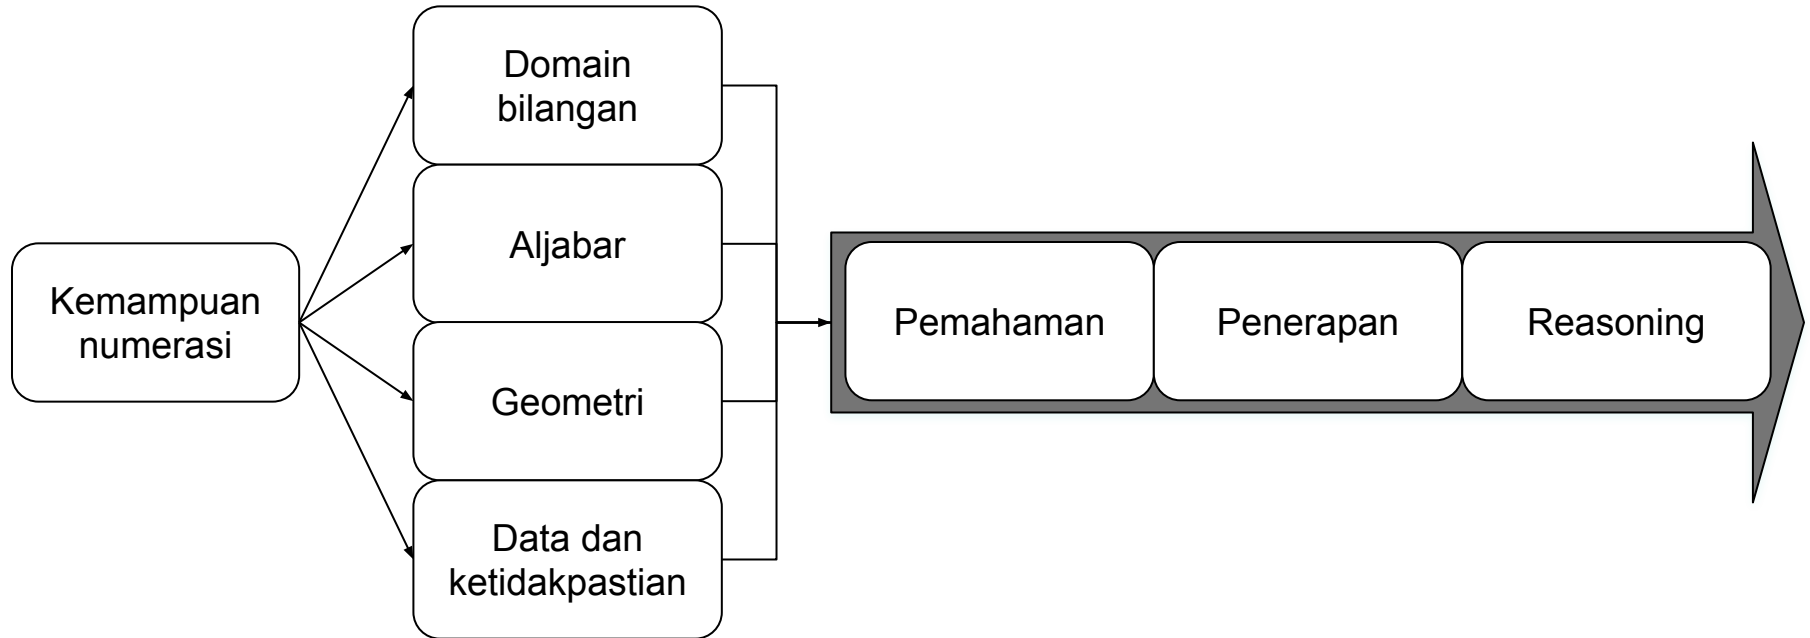 Kemampuan
numerasi
Domain
bilangan
Aljabar
Geometri
Data dan
ketidakpastian
Pemahaman
Penerapan
Reasoning